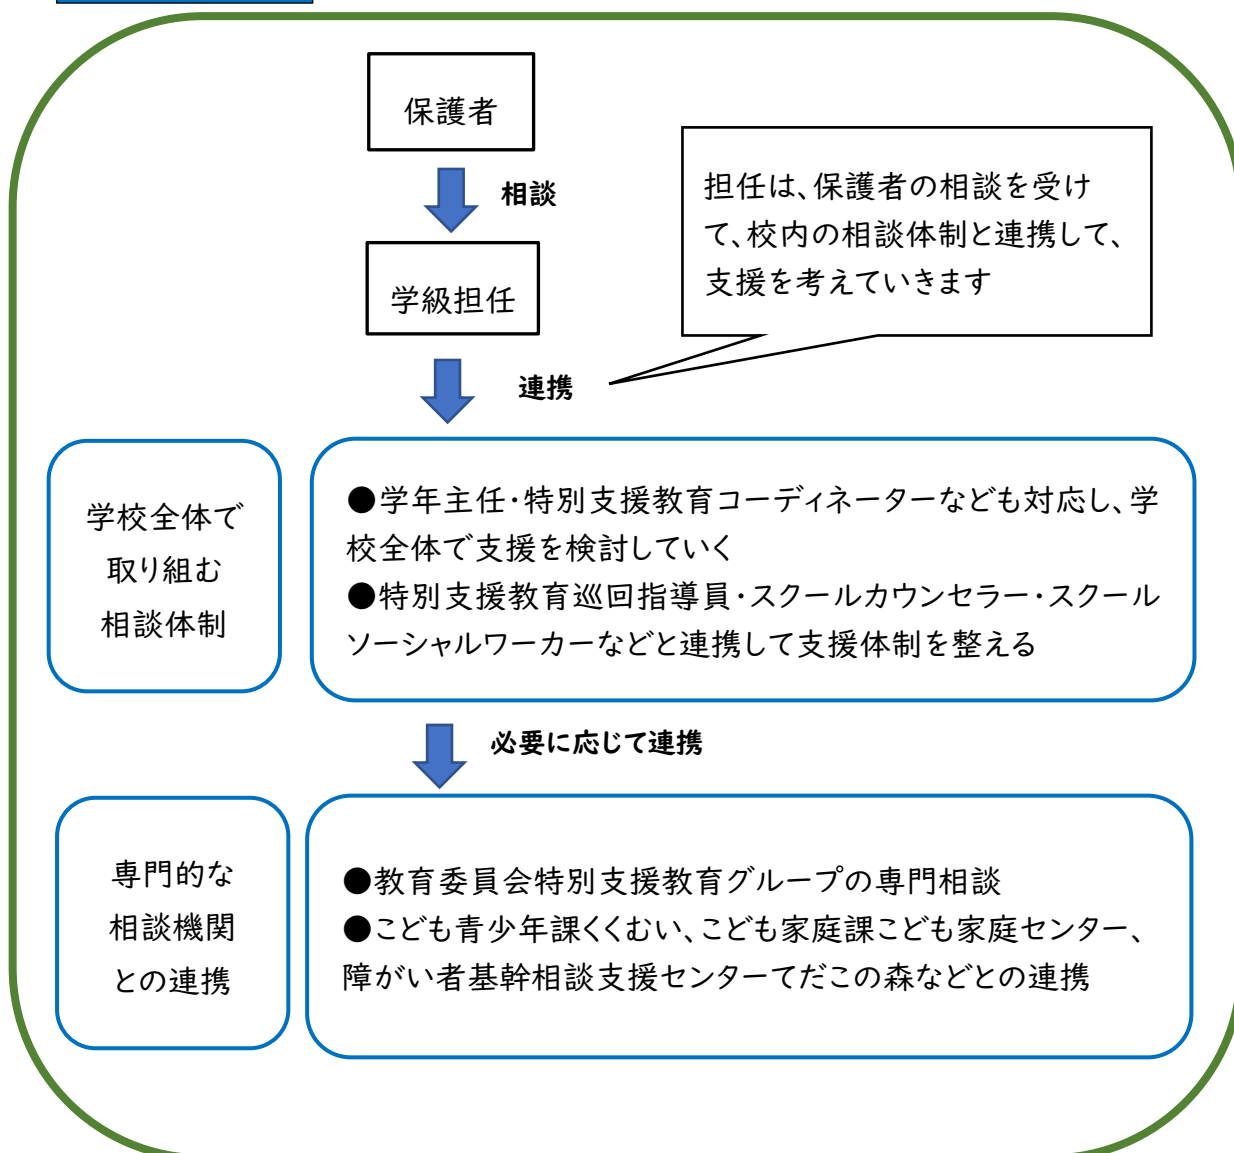 保護者
相談
担任は、保護者の相談を受け
て、校内の相談体制と連携して、
支援を考えていきます
学級担任
連携
学校全体で
取り組む
相談体制
●学年主任・特別支援教育コーディネーターなども対応し、学
校全体で支援を検討していく
●特別支援教育巡回指導員・スクールカウンセラー・スクール
ソーシャルワーカーなどと連携して支援体制を整える
必要に応じて連携
専門的な
相談機関
との連携
●教育委員会特別支援教育グループの専門相談
●こども青少年課くくむい、こども家庭課こども家庭センター、
障がい者基幹相談支援センターてだこの森などとの連携